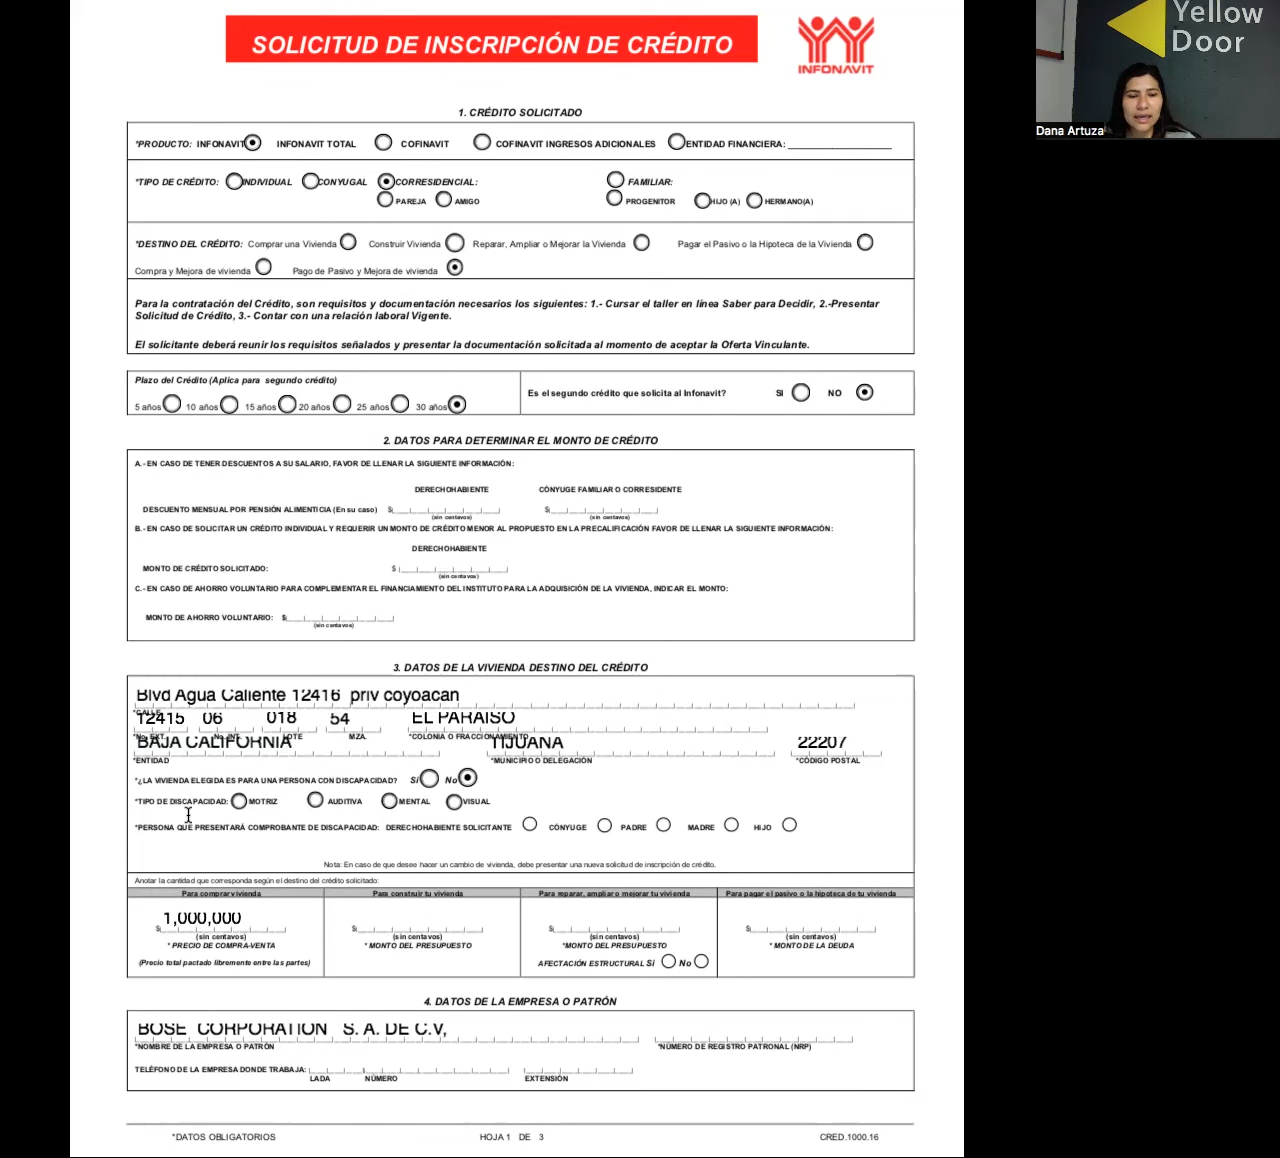 SOLICITUD DE INSCRIPCIÓN DE CRÉDITO
INFONAVIT
Yellow
Door
Dana Artuza
1. CRÉDITO SOLICITADO
*PRODUCTO: INFONAVIT INFONAVIT TOTAL COFINAVIT COFINAVIT INGRESOS ADICIONALES ENTIDAD FINANCIERA:
*TIPO DE CRÉDITO: INDIVIDUAL CONYUGAL CORRESIDENCIAL: FAMILIAR:
PAREJA AMIGO PROGENITOR HIJO (A) HERMANO(A)
*DESTINO DEL CRÉDITO: Comprar una Vivienda Construir Vivienda Reparar, Ampliar o Mejorar la Vivienda Pagar el Pasivo o la Hipoteca de la Vivienda
Compra y Mejora de vivienda Pago de Pasivo y Mejora de vivienda
Para la contratación del Crédito, son requisitos y documentación necesarios los siguientes: 1.- Cursar el taller en línea Saber para Decidir, 2.-Presentar
Solicitud de Crédito, 3.- Contar con una relación laboral Vigente.
El solicitante deberá reunir los requisitos señalados y presentar la documentación solicitada al momento de aceptar la Oferta Vinculante.
Plazo del Crédito (Aplica para segundo crédito)
5 años 10 años 15 años 20 años 25 años 30 años
Es el segundo crédito que solicita al Infonavit? SI NO
2. DATOS PARA DETERMINAR EL MONTO DE CRÉDITO
A.- EN CASO DE TENER DESCUENTOS A SU SALARIO, FAVOR DE LLENAR LA SIGUIENTE INFORMACIÓN:
DERECHOHABIENTE CÓNYUGE FAMILIAR O CORRESIDENTE
DESCUENTO MENSUAL POR PENSIÓN ALIMENTICIA (En su caso) $ $
(sin centavos) (sin centavos)
B.- EN CASO DE SOLICITAR UN CRÉDITO INDIVIDUAL Y REQUERIR UN MONTO DE CRÉDITO MENOR AL PROPUESTO EN LA PRECALIFICACIÓN FAVOR DE LLENAR LA SIGUIENTE INFORMACIÓN:
DERECHOHABIENTE
MONTO DE CRÉDITO SOLICITADO: $
(sin centavos)
C.- EN CASO DE AHORRO VOLUNTARIO PARA COMPLEMENTAR EL FINANCIAMIENTO DEL INSTITUTO PARA LA ADQUISICIÓN DE LA VIVIENDA, INDICAR EL MONTO:
MONTO DE AHORRO VOLUNTARIO: $
(sin centavos)
3. DATOS DE LA VIVIENDA DESTINO DEL CRÉDITO
Blvd Agua Caliente 12416 priv coyoacan
*CALLE
12415 06 018 54 EL PARAISO
*No. EXT. No. INT. LOTE MZA. *COLONIA O FRACCIONAMIENTO
BAJA CALIFORNIA TIJUANA 22207
*ENTIDAD *MUNICIPIO O DELEGACIÓN *CÓDIGO POSTAL
*¿LA VIVIENDA ELEGIDA ES PARA UNA PERSONA CON DISCAPACIDAD? Sí No
*TIPO DE DISCAPACIDAD: MOTRIZ AUDITIVA MENTAL VISUAL
*PERSONA QUE PRESENTARÁ COMPROBANTE DE DISCAPACIDAD: DERECHOHABIENTE SOLICITANTE CÓNYUGE PADRE MADRE HIJO
Nota: En caso de que desee hacer un cambio de vivienda, debe presentar una nueva solicitud de inscripción de crédito.
Anotar la cantidad que corresponda según el destino del crédito solicitado:
Para comprar vivienda Para construir tu vivienda Para reparar, ampliar o mejorar tu vivienda Para pagar el pasivo o la hipoteca de tu vivienda
1,000,000
$ $ $ $
(sin centavos) (sin centavos) (sin centavos) (sin centavos)
* PRECIO DE COMPRA-VENTA * MONTO DEL PRESUPUESTO *MONTO DEL PRESUPUESTO * MONTO DE LA DEUDA
(Precio total pactado libremente entre las partes) AFECTACIÓN ESTRUCTURAL Sí No
4. DATOS DE LA EMPRESA O PATRÓN
BOSE CORPORATION S. A. DE C.V,
*NOMBRE DE LA EMPRESA O PATRÓN *NÚMERO DE REGISTRO PATRONAL (NRP)
TELÉFONO DE LA EMPRESA DONDE TRABAJA:
LADA NÚMERO EXTENSIÓN
*DATOS OBLIGATORIOS HOJA 1 DE 3 CRED.1000.16